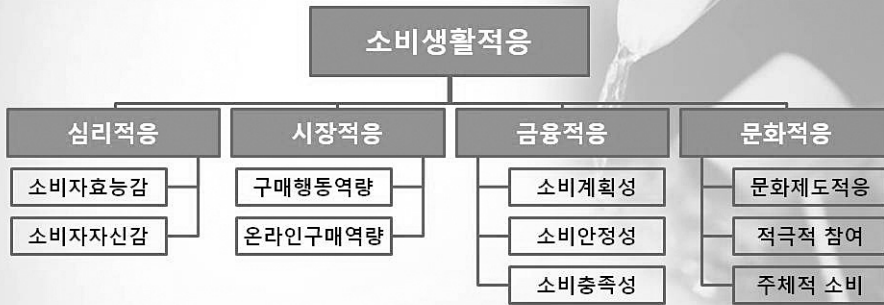 소비생활적응
심리적응 시장적응 금융적응 문화적응
소비자효능감 구매행동역량 소비계획성 문화제도적응
소비자자신감 온라인구매역량 소비안정성 적극적 참여
소비충족성 주체적 소비